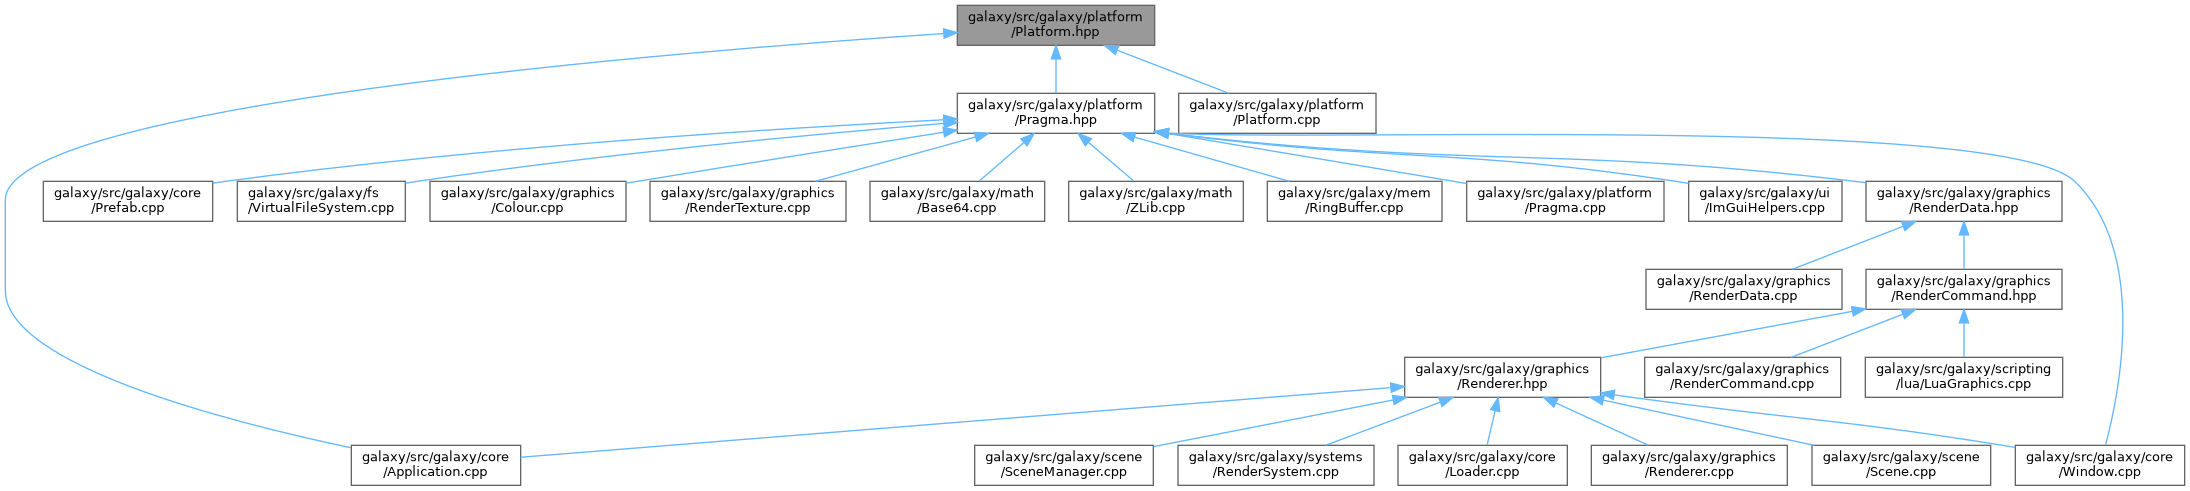 galaxy/src/galaxy/platform
/Platform.hpp
galaxy/src/galaxy/platform
/Pragma.hpp
galaxy/src/galaxy/platform
/Platform.cpp
galaxy/src/galaxy/core
/Prefab.cpp
galaxy/src/galaxy/fs
/VirtualFileSystem.cpp
galaxy/src/galaxy/graphics
/Colour.cpp
galaxy/src/galaxy/graphics
/RenderTexture.cpp
galaxy/src/galaxy/math
/Base64.cpp
galaxy/src/galaxy/math
/ZLib.cpp
galaxy/src/galaxy/mem
/RingBuffer.cpp
galaxy/src/galaxy/platform
/Pragma.cpp
galaxy/src/galaxy/ui
/ImGuiHelpers.cpp
galaxy/src/galaxy/graphics
/RenderData.hpp
galaxy/src/galaxy/graphics
/RenderData.cpp
galaxy/src/galaxy/graphics
/RenderCommand.hpp
galaxy/src/galaxy/graphics
/Renderer.hpp
galaxy/src/galaxy/graphics
/RenderCommand.cpp
galaxy/src/galaxy/scripting
/lua/LuaGraphics.cpp
galaxy/src/galaxy/core
/Application.cpp
galaxy/src/galaxy/scene
/SceneManager.cpp
galaxy/src/galaxy/systems
/RenderSystem.cpp
galaxy/src/galaxy/core
/Loader.cpp
galaxy/src/galaxy/graphics
/Renderer.cpp
galaxy/src/galaxy/scene
/Scene.cpp
galaxy/src/galaxy/core
/Window.cpp